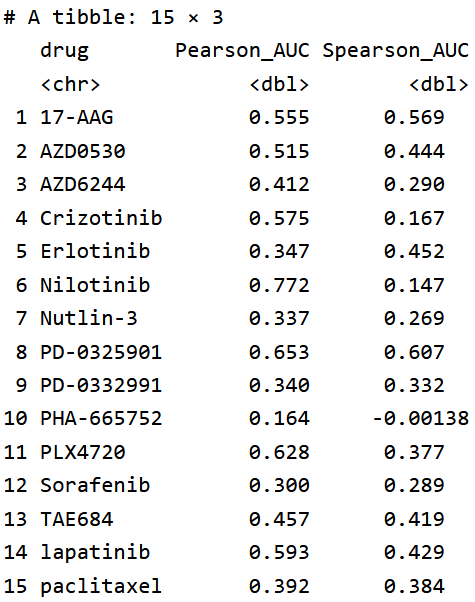 # A tibble: 15 × 3
drug Pearson_AUC Spearson_AUC
<chr> <dbl> <dbl>
1 17-AAG 0.555 0.569
2 AZD0530 0.515 0.444
3 AZD6244 0.412 0.290
4 Crizotinib 0.575 0.167
5 Erlotinib 0.347 0.452
6 Nilotinib 0.772 0.147
7 Nutlin-3 0.337 0.269
8 PD-0325901 0.653 0.607
9 PD-0332991 0.340 0.332
10 PHA-665752 0.164 -0.00138
11 PLX4720 0.628 0.377
12 Sorafenib 0.300 0.289
13 TAE684 0.457 0.419
14 lapatinib 0.593 0.429
15 paclitaxel 0.392 0.384